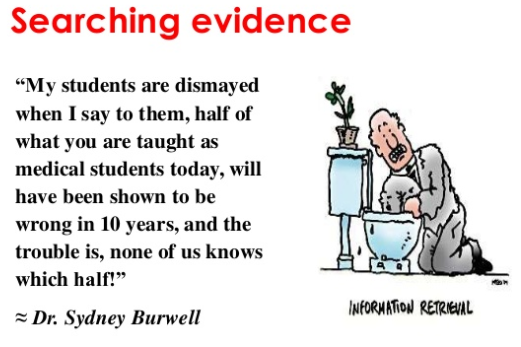 Searching evidence
“My students are dismayed
when I say to them, half of
what you are taught as
medical students today, will
have been shown to be
wrong in 10 years, and the
trouble is, none of us knows
which half!”
≈ Dr. Sydney Burwell
INFORMATION RETRIEVAL